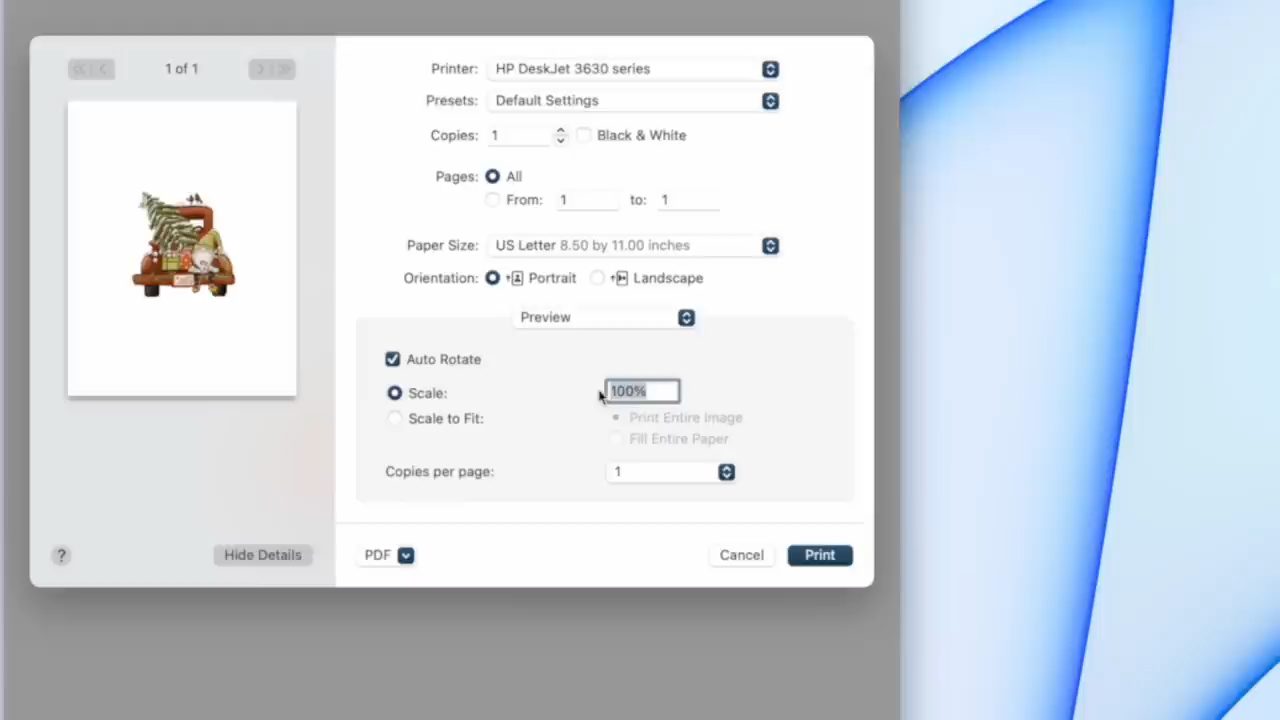 1 of 1
Printer: HP DeskJet 3630 series
Presets: Default Settings
Copies: 1 Black & White
Pages: All
From: 1 to: 1
Paper Size: US Letter 8.50 by 11.00 inches
Orientation: Portrait Landscape
Preview
Auto Rotate
Scale: 100%
Scale to Fit: Print Entire Image
Fill Entire Paper
Copies per page: 1
? Hide Details PDF Cancel Print